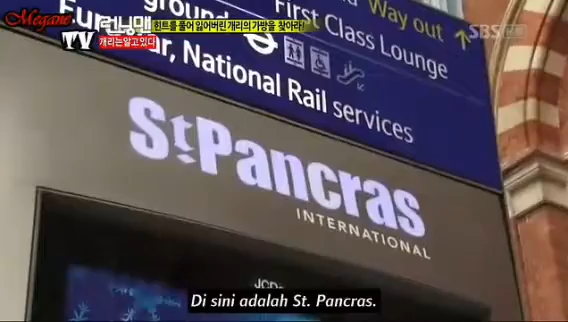 Megane
런닝맨
TV
힌트를 풀어 잃어버린 개리의 가방을 찾아라!
개리는 알고 있다
SBS
Way out
First Class Lounge
National Rail services
St Pancras
INTERNATIONAL
Di sini adalah St. Pancras.